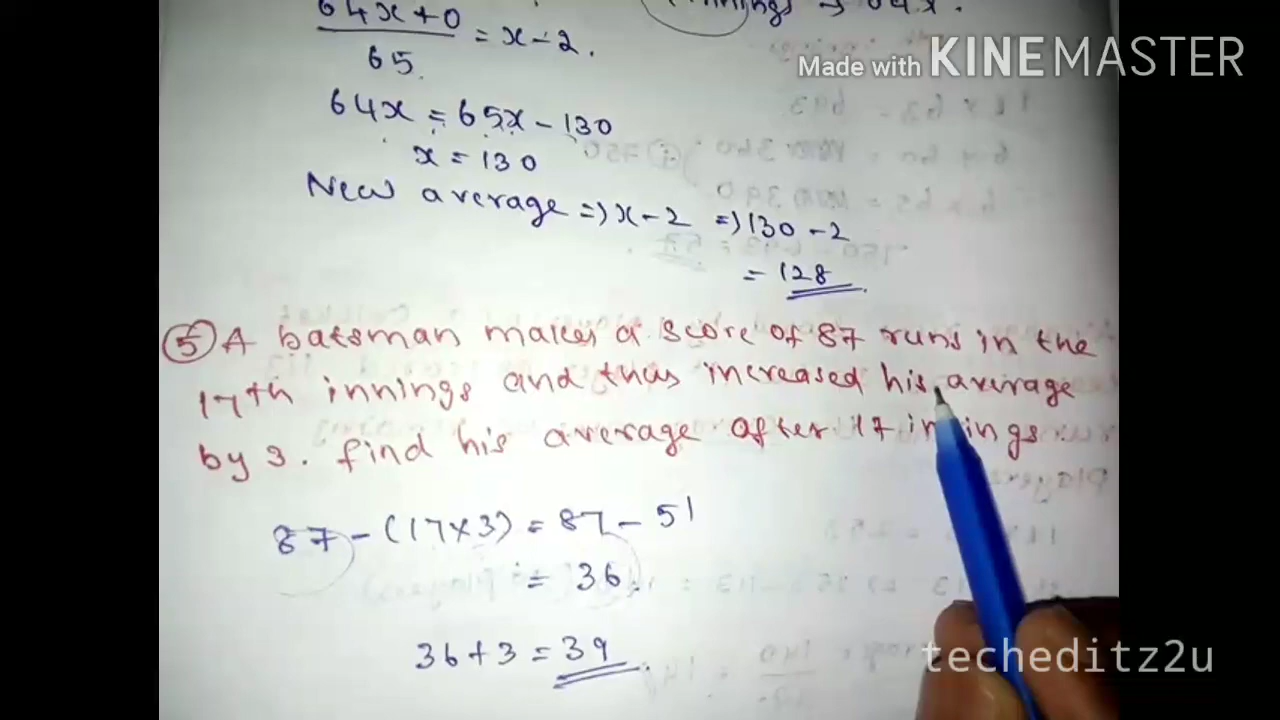 64x+0
65 = x-2.
64x = 65x - 130
x = 130
New average => x-2 => 130-2
= 128
Made with KINEMASTER
⑤ A batsman makes a score of 87 runs in the
17th innings and thus increased his average
by 3. find his average after 17 innings.
87 - (17×3) = 87 - 51
= 36.
36+3 = 39
techeditz2u